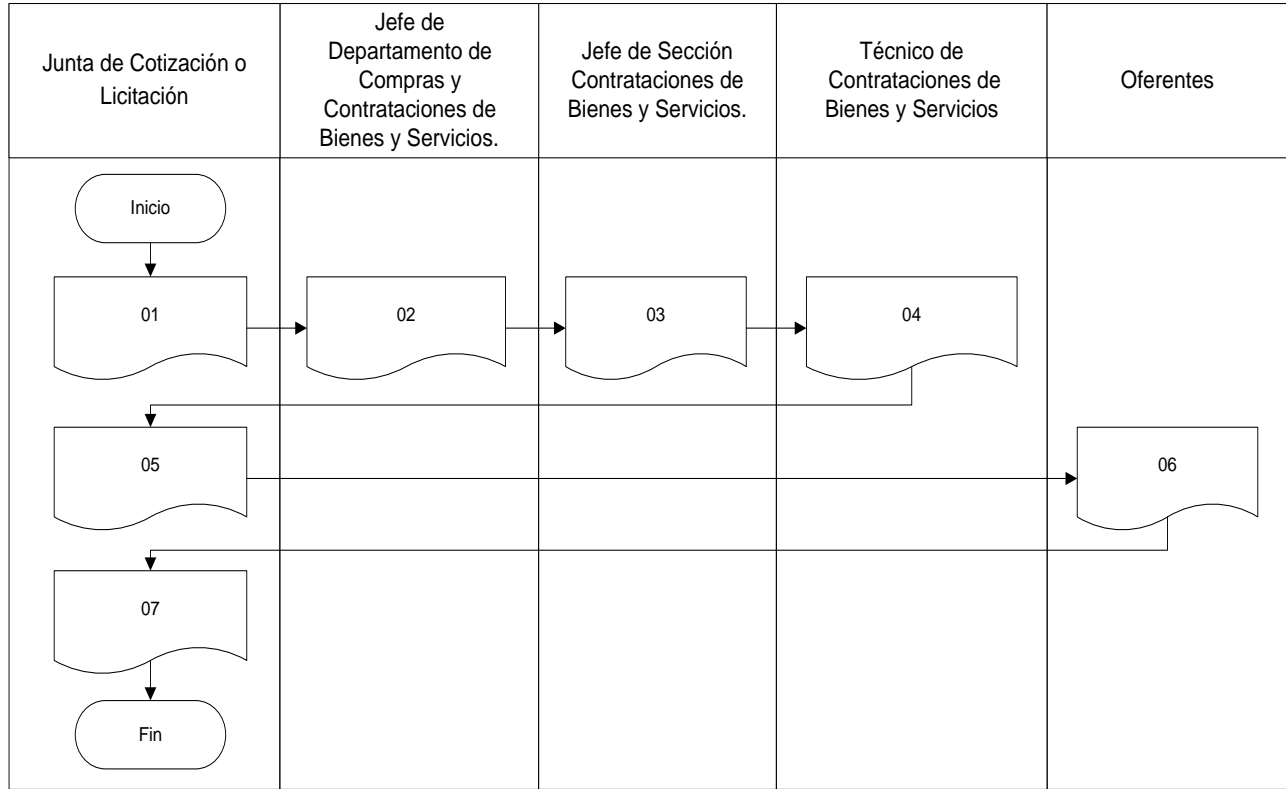 Junta de Cotización o
Licitación
Jefe de
Departamento de
Compras y
Contrataciones de
Bienes y Servicios.
Jefe de Sección
Contrataciones de
Bienes y Servicios.
Técnico de
Contrataciones de
Bienes y Servicios
Oferentes
Inicio
01
02
03
04
05
06
07
Fin